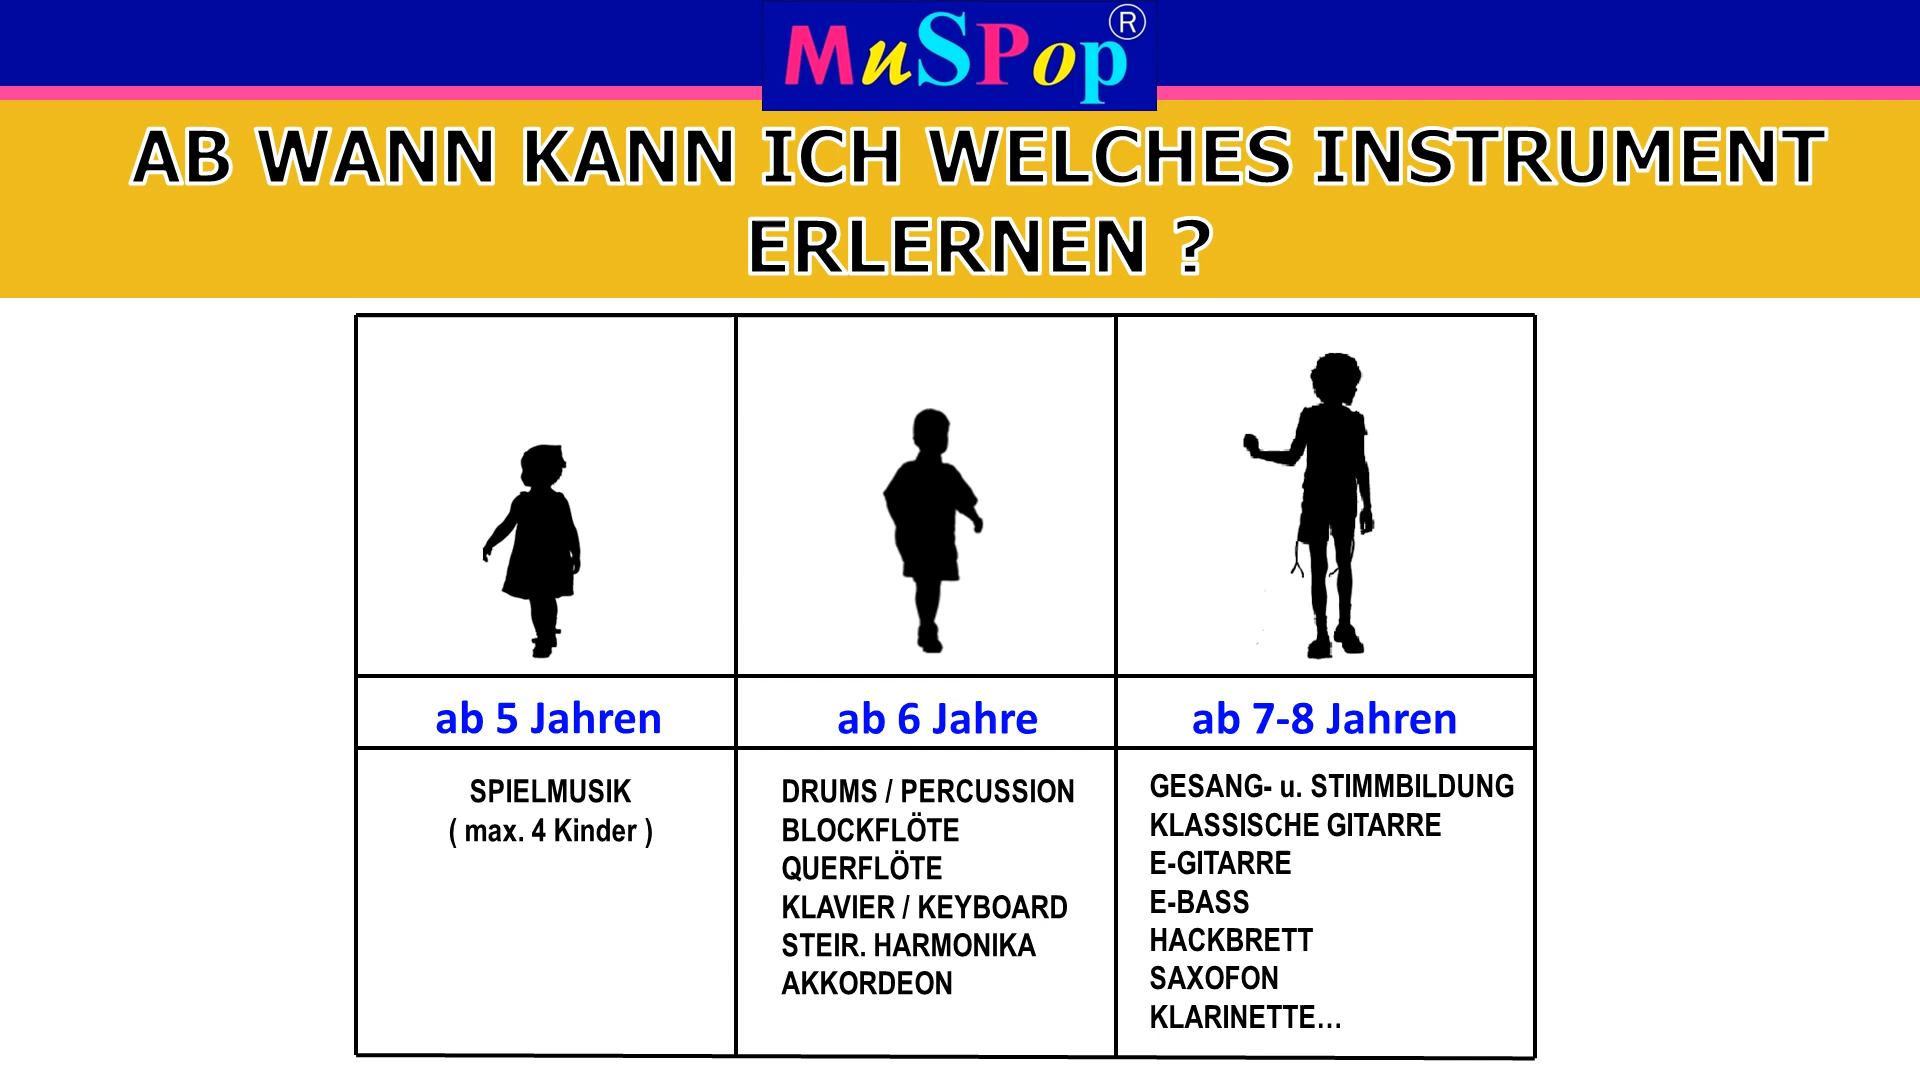 MuSPop®
AB WANN KANN ICH WELCHES INSTRUMENT
ERLERNEN ?
ab 5 Jahren
ab 6 Jahre
ab 7-8 Jahren
SPIELMUSIK
( max. 4 Kinder )
DRUMS / PERCUSSION
BLOCKFLÖTE
QUERFLÖTE
KLAVIER / KEYBOARD
STEIR. HARMONIKA
AKKORDEON
GESANG- u. STIMMBILDUNG
KLASSISCHE GITARRE
E-GITARRE
E-BASS
HACKBRETT
SAXOFON
KLARINETTE…